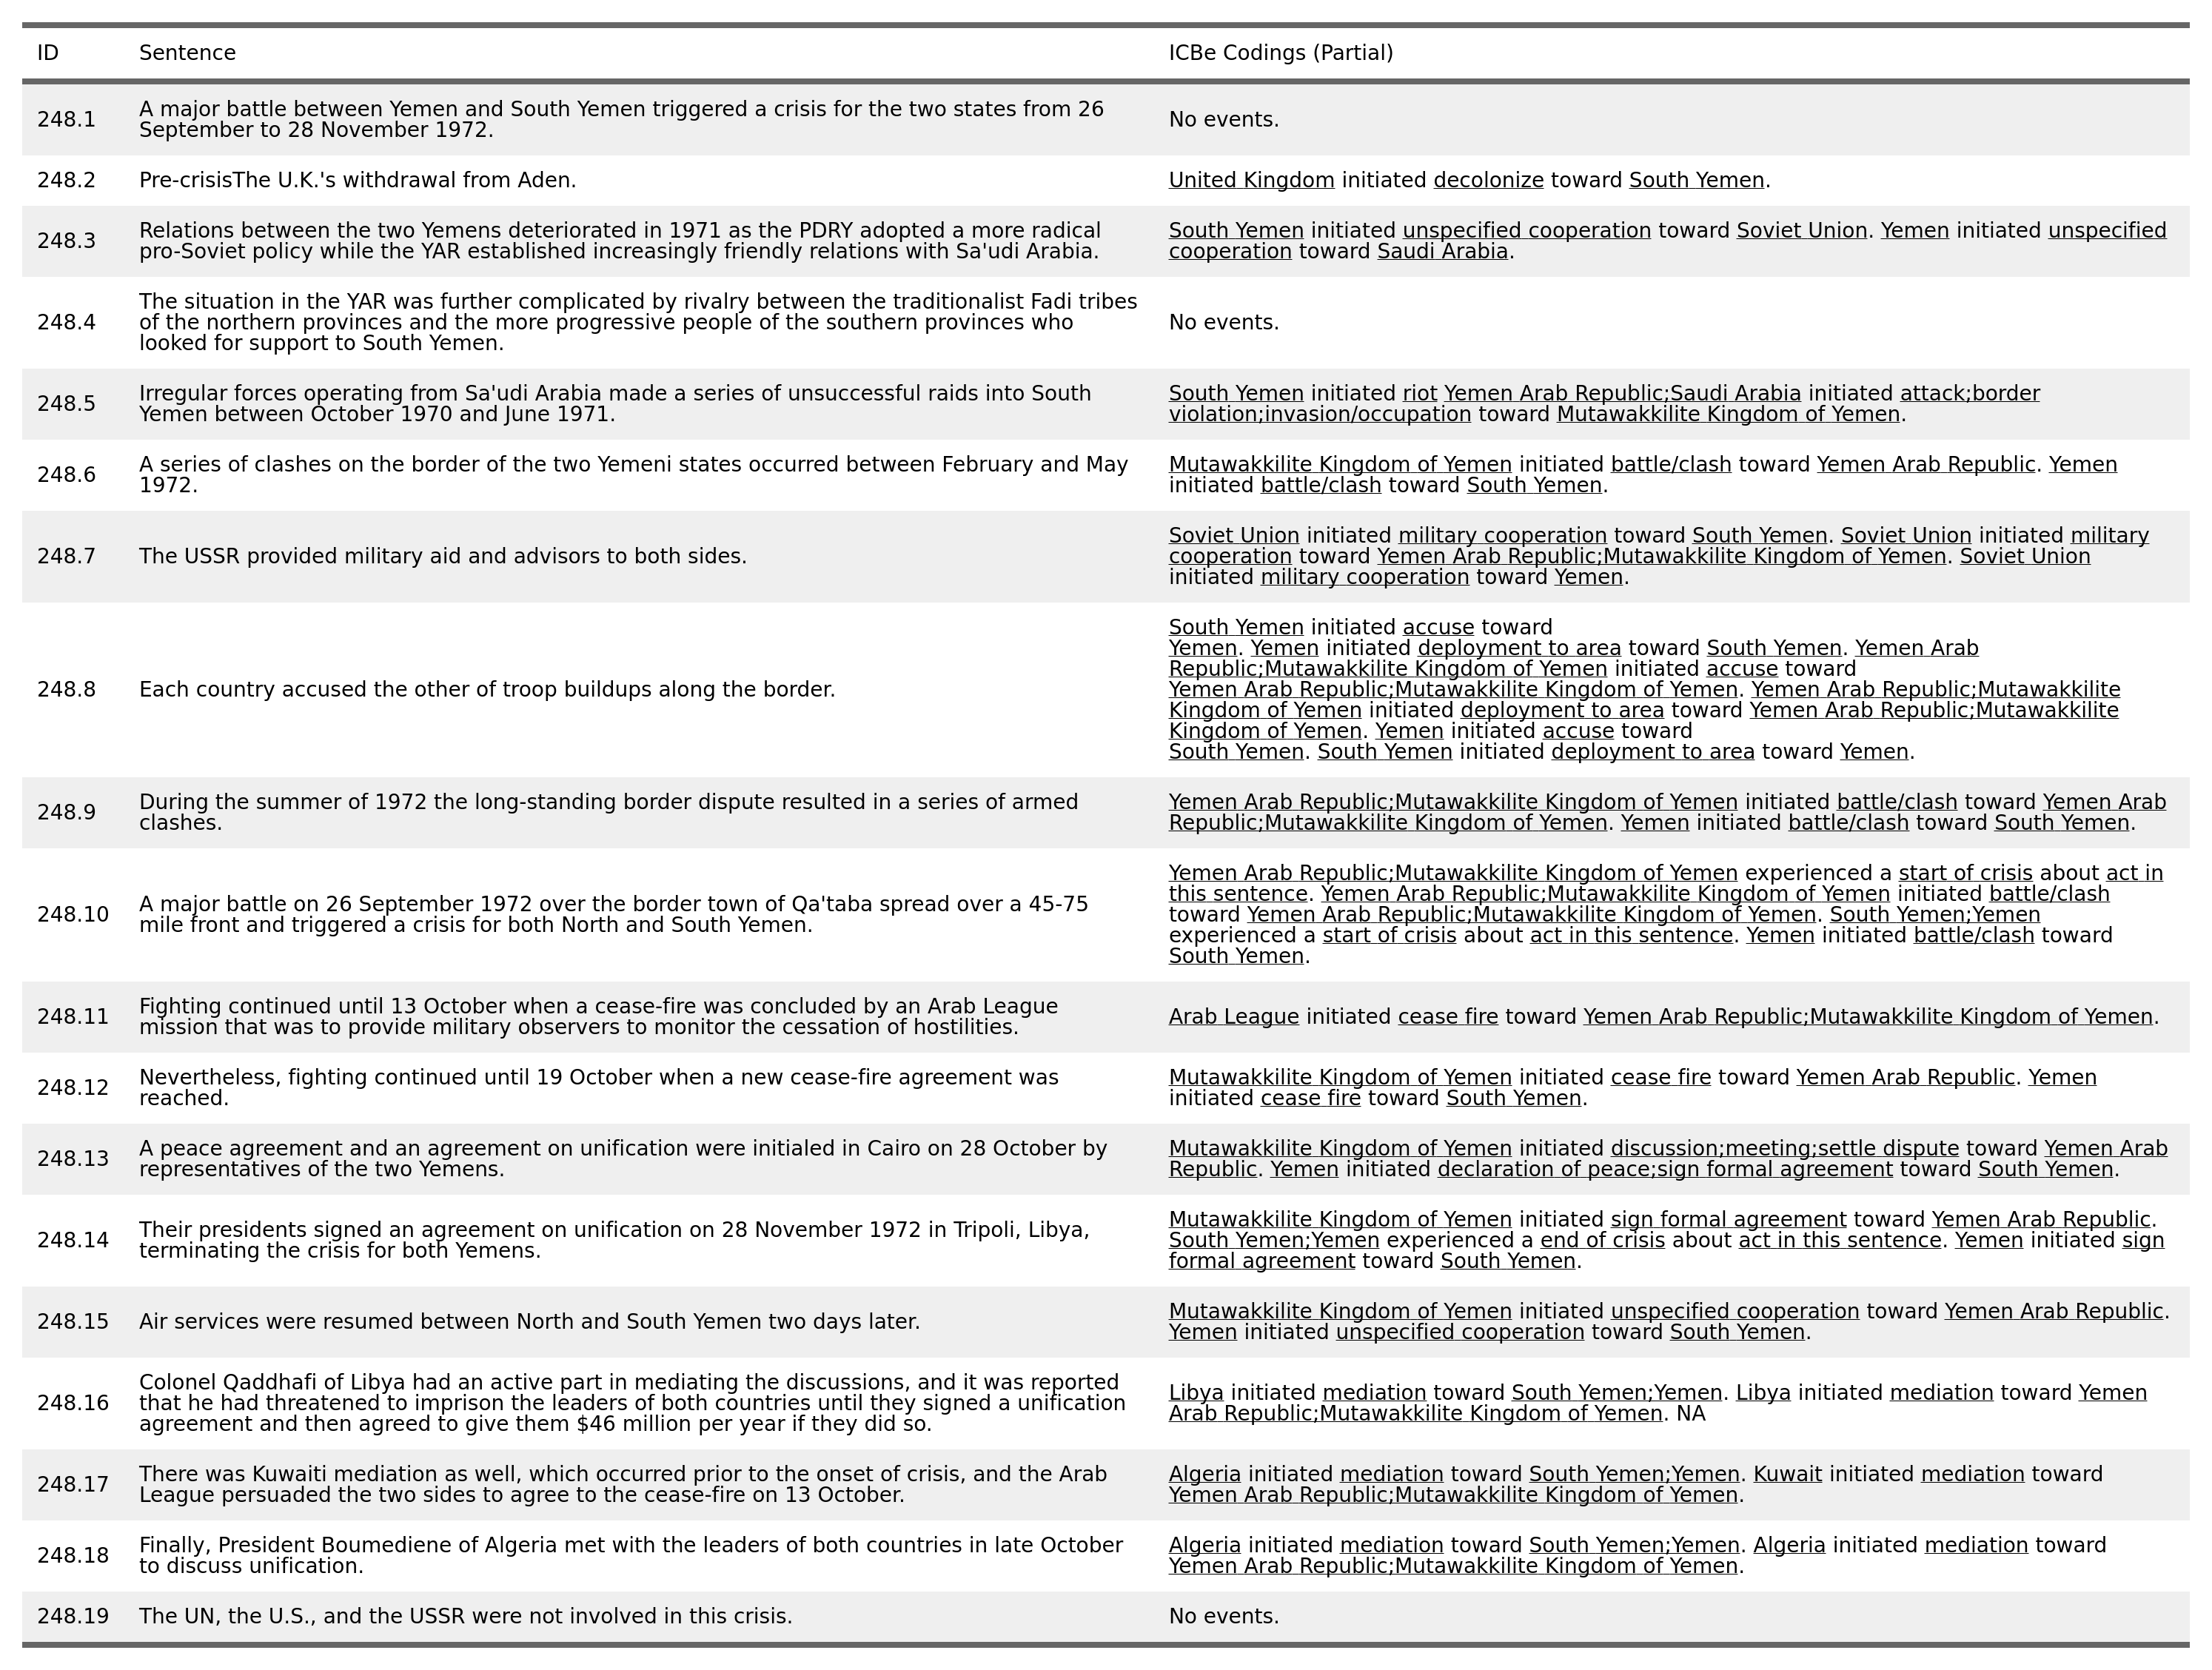 ID Sentence ICBe Codings (Partial)
248.1 A major battle between Yemen and South Yemen triggered a crisis for the two states from 26
September to 28 November 1972.
No events.
248.2 Pre-crisisThe U.K.'s withdrawal from Aden. United Kingdom initiated decolonize toward South Yemen.
248.3 Relations between the two Yemens deteriorated in 1971 as the PDRY adopted a more radical
pro-Soviet policy while the YAR established increasingly friendly relations with Sa'udi Arabia.
South Yemen initiated unspecified cooperation toward Soviet Union. Yemen initiated unspecified
cooperation toward Saudi Arabia.
248.4 The situation in the YAR was further complicated by rivalry between the traditionalist Fadi tribes
of the northern provinces and the more progressive people of the southern provinces who
looked for support to South Yemen.
No events.
248.5 Irregular forces operating from Sa'udi Arabia made a series of unsuccessful raids into South
Yemen between October 1970 and June 1971.
South Yemen initiated riot Yemen Arab Republic;Saudi Arabia initiated attack;border
violation;invasion/occupation toward Mutawakkilite Kingdom of Yemen.
248.6 A series of clashes on the border of the two Yemeni states occurred between February and May
1972.
Mutawakkilite Kingdom of Yemen initiated battle/clash toward Yemen Arab Republic. Yemen
initiated battle/clash toward South Yemen.
248.7 The USSR provided military aid and advisors to both sides.
Soviet Union initiated military cooperation toward South Yemen. Soviet Union initiated military
cooperation toward Yemen Arab Republic;Mutawakkilite Kingdom of Yemen. Soviet Union
initiated military cooperation toward Yemen.
248.8 Each country accused the other of troop buildups along the border.
South Yemen initiated accuse toward
Yemen. Yemen initiated deployment to area toward South Yemen. Yemen Arab
Republic;Mutawakkilite Kingdom of Yemen initiated accuse toward
Yemen Arab Republic;Mutawakkilite Kingdom of Yemen. Yemen Arab Republic;Mutawakkilite
Kingdom of Yemen initiated deployment to area toward Yemen Arab Republic;Mutawakkilite
Kingdom of Yemen. Yemen initiated accuse toward
South Yemen. South Yemen initiated deployment to area toward Yemen.
248.9 During the summer of 1972 the long-standing border dispute resulted in a series of armed
clashes.
Yemen Arab Republic;Mutawakkilite Kingdom of Yemen initiated battle/clash toward Yemen Arab
Republic;Mutawakkilite Kingdom of Yemen. Yemen initiated battle/clash toward South Yemen.
248.10 A major battle on 26 September 1972 over the border town of Qa'taba spread over a 45-75
mile front and triggered a crisis for both North and South Yemen.
Yemen Arab Republic;Mutawakkilite Kingdom of Yemen experienced a start of crisis about act in
this sentence. Yemen Arab Republic;Mutawakkilite Kingdom of Yemen initiated battle/clash
toward Yemen Arab Republic;Mutawakkilite Kingdom of Yemen. South Yemen;Yemen
experienced a start of crisis about act in this sentence. Yemen initiated battle/clash toward
South Yemen.
248.11 Fighting continued until 13 October when a cease-fire was concluded by an Arab League
mission that was to provide military observers to monitor the cessation of hostilities.
Arab League initiated cease fire toward Yemen Arab Republic;Mutawakkilite Kingdom of Yemen.
248.12 Nevertheless, fighting continued until 19 October when a new cease-fire agreement was
reached.
Mutawakkilite Kingdom of Yemen initiated cease fire toward Yemen Arab Republic. Yemen
initiated cease fire toward South Yemen.
248.13 A peace agreement and an agreement on unification were initialed in Cairo on 28 October by
representatives of the two Yemens.
Mutawakkilite Kingdom of Yemen initiated discussion;meeting;settle dispute toward Yemen Arab
Republic. Yemen initiated declaration of peace;sign formal agreement toward South Yemen.
248.14 Their presidents signed an agreement on unification on 28 November 1972 in Tripoli, Libya,
terminating the crisis for both Yemens.
Mutawakkilite Kingdom of Yemen initiated sign formal agreement toward Yemen Arab Republic.
South Yemen;Yemen experienced a end of crisis about act in this sentence. Yemen initiated sign
formal agreement toward South Yemen.
248.15 Air services were resumed between North and South Yemen two days later.
Mutawakkilite Kingdom of Yemen initiated unspecified cooperation toward Yemen Arab Republic.
Yemen initiated unspecified cooperation toward South Yemen.
248.16 Colonel Qaddhafi of Libya had an active part in mediating the discussions, and it was reported
that he had threatened to imprison the leaders of both countries until they signed a unification
agreement and then agreed to give them $46 million per year if they did so.
Libya initiated mediation toward South Yemen;Yemen. Libya initiated mediation toward Yemen
Arab Republic;Mutawakkilite Kingdom of Yemen. NA
248.17 There was Kuwaiti mediation as well, which occurred prior to the onset of crisis, and the Arab
League persuaded the two sides to agree to the cease-fire on 13 October.
Algeria initiated mediation toward South Yemen;Yemen. Kuwait initiated mediation toward
Yemen Arab Republic;Mutawakkilite Kingdom of Yemen.
248.18 Finally, President Boumediene of Algeria met with the leaders of both countries in late October
to discuss unification.
Algeria initiated mediation toward South Yemen;Yemen. Algeria initiated mediation toward
Yemen Arab Republic;Mutawakkilite Kingdom of Yemen.
248.19 The UN, the U.S., and the USSR were not involved in this crisis. No events.